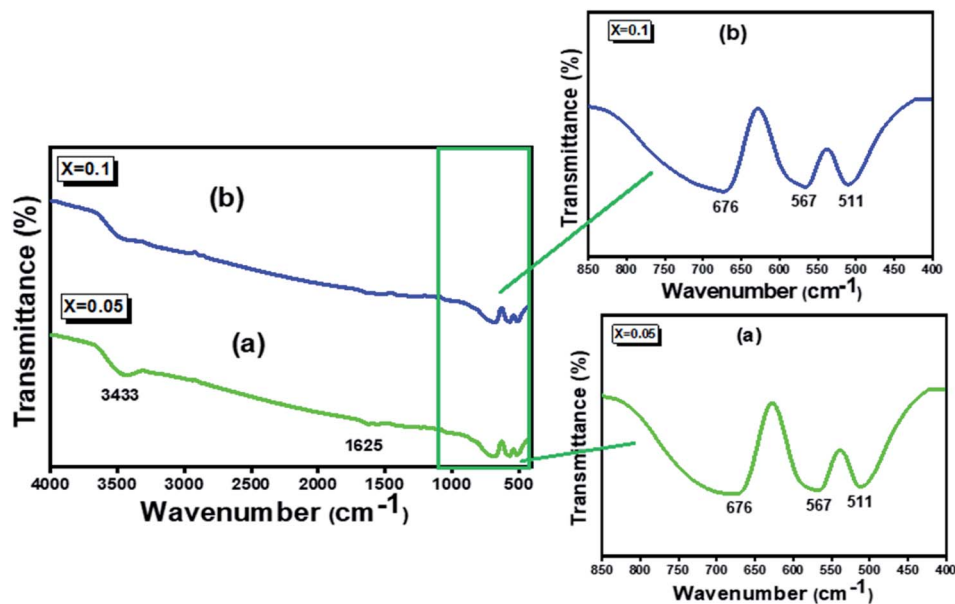 X=0.1
(b)
X=0.05
(a)
3433
1625
Transmittance (%)
4000 3500 3000 2500 2000 1500 1000 500
Wavenumber (cm-1)
X=0.1
(b)
Transmittance (%)
676 567 511
850 800 750 700 650 600 550 500 450 400
Wavenumber (cm-1)
X=0.05
(a)
Transmittance (%)
676 567 511
850 800 750 700 650 600 550 500 450 400
Wavenumber (cm-1)